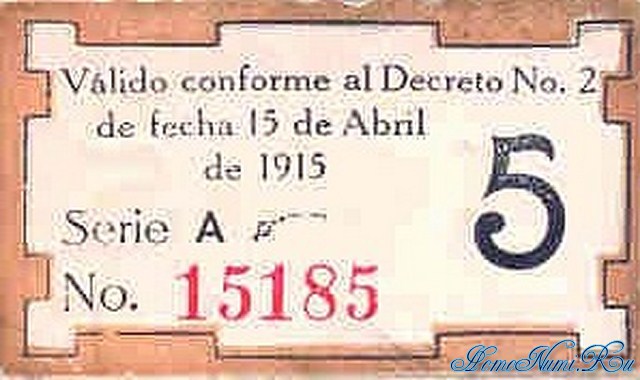 Válido conforme al Decreto No. 2
de fecha 15 de Abril
de 1915
5
Serie A
No. 15185
HomeNumi.Ru